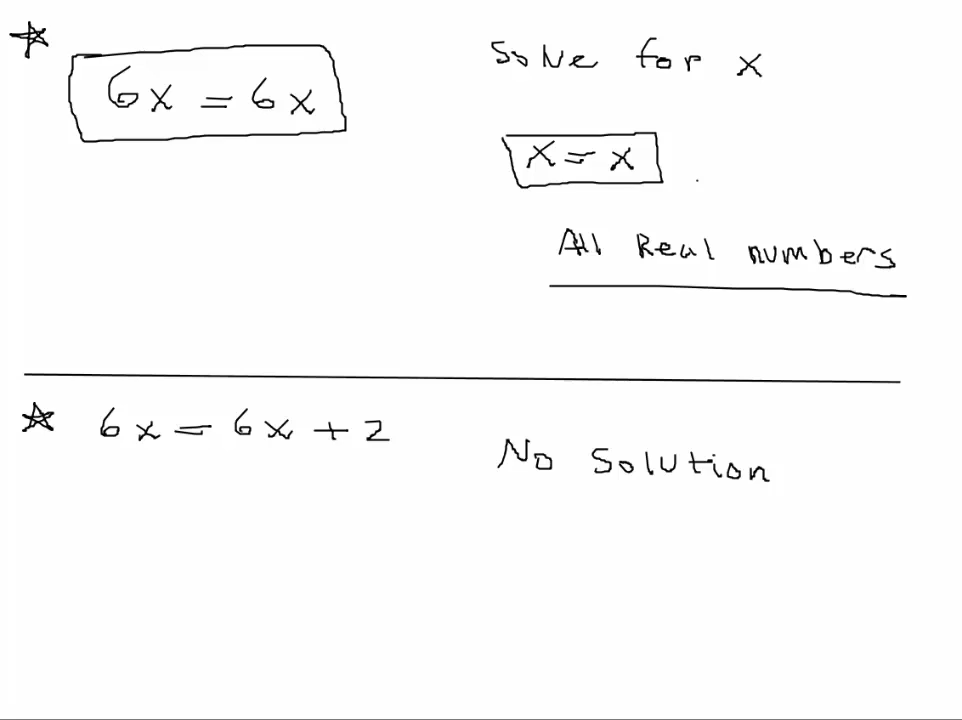 6x = 6x
Solve for x
x = x
All Real numbers
6x = 6x + 2
No Solution